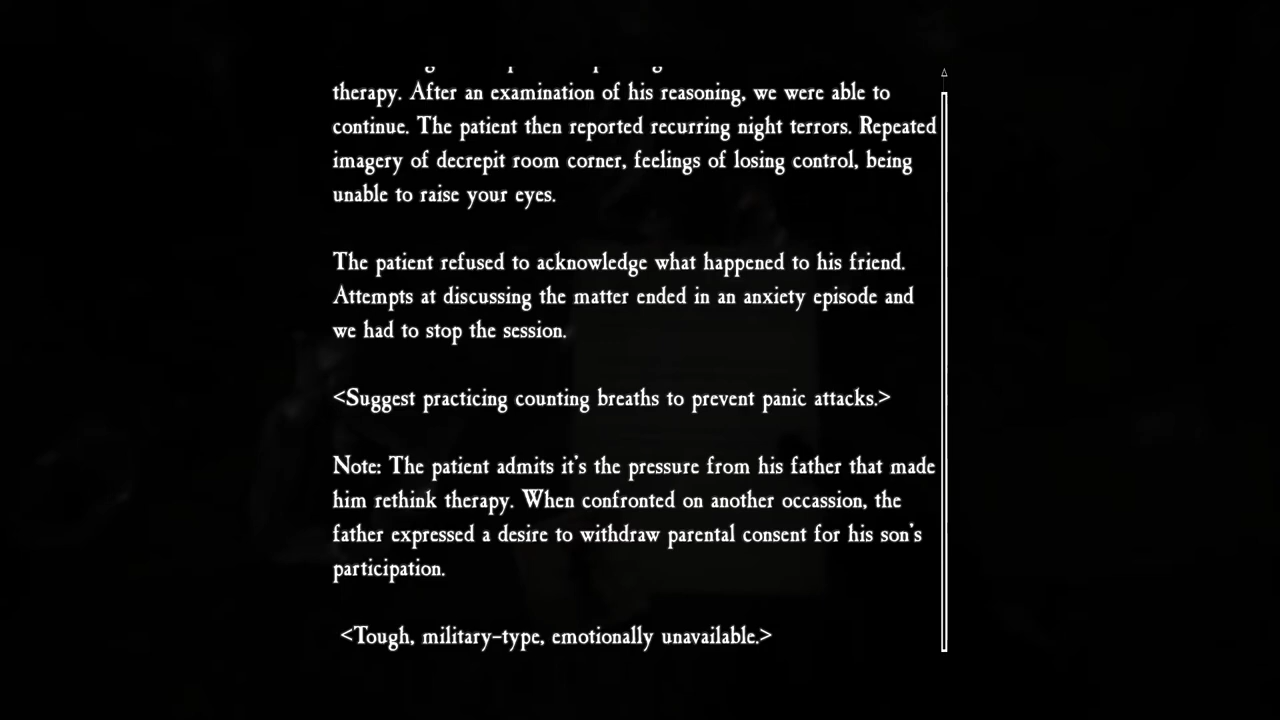 therapy. After an examination of his reasoning, we were able to
continue. The patient then reported recurring night terrors. Repeated
imagery of decrepit room corner, feelings of losing control, being
unable to raise your eyes.
The patient refused to acknowledge what happened to his friend.
Attempts at discussing the matter ended in an anxiety episode and
we had to stop the session.
<Suggest practicing counting breaths to prevent panic attacks.>
Note: The patient admits it's the pressure from his father that made
him rethink therapy. When confronted on another occassion, the
father expressed a desire to withdraw parental consent for his son's
participation.
<Tough, military-type, emotionally unavailable.>